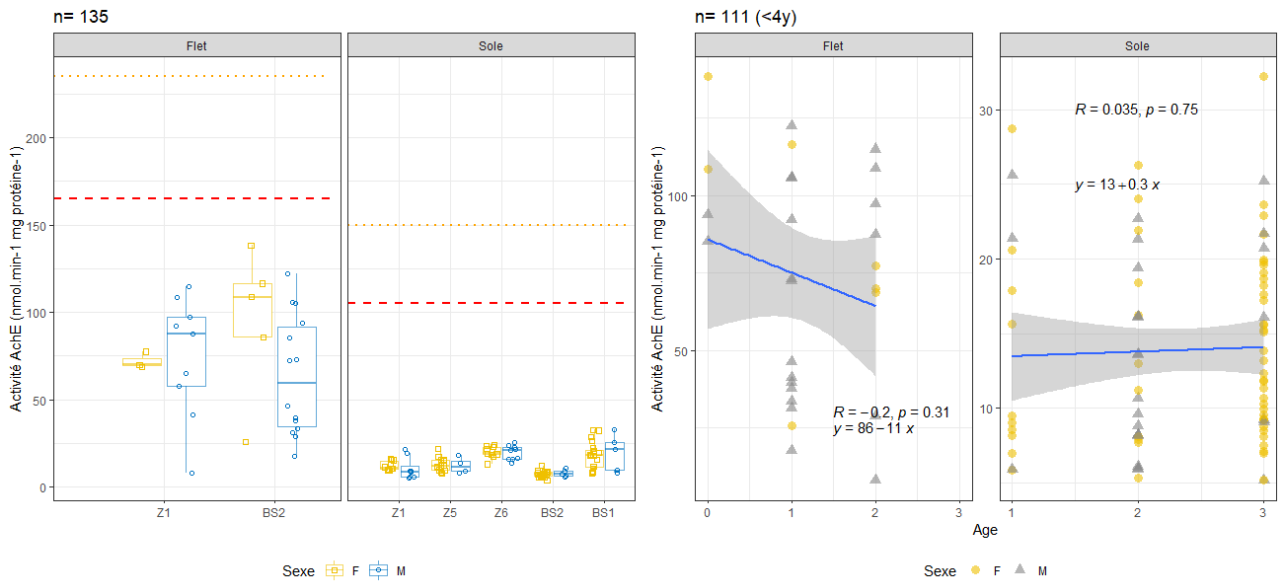 n= 135
Flet
Sole
Activité AchE (nmol.min-1 mg protéine-1)
200
150
100
50
0
Z1
BS2
Z1
Z5
Z6
BS2
BS1
Sexe F M
n= 111 (<4y)
Flet
Sole
Activité AchE (nmol.min-1 mg protéine-1)
100
50
R = −0.2, p = 0.31
y = 86 − 11 x
0
1
2
3
30
20
10
R = 0.035, p = 0.75
y = 13 + 0.3 x
1
2
3
Age
Sexe F M